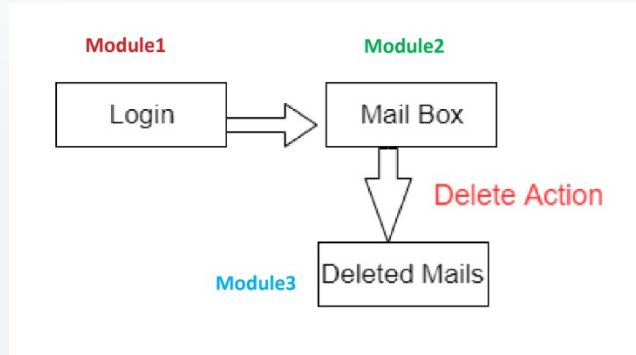 Module1
Module2
Login
Mail Box
Delete Action
Module3
Deleted Mails